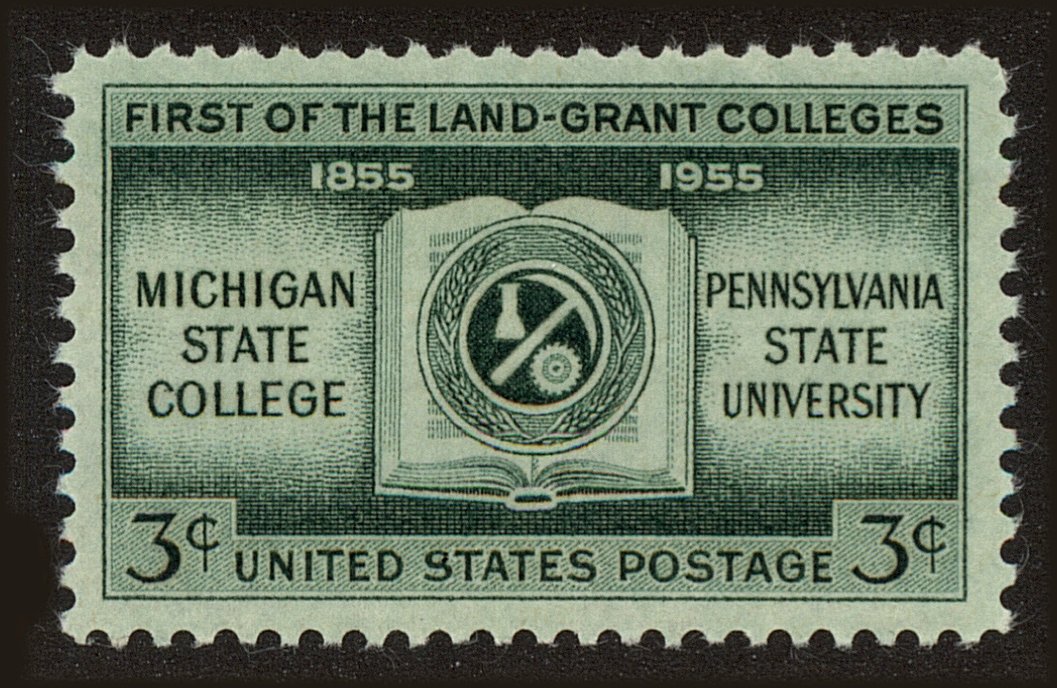 FIRST OF THE LAND-GRANT COLLEGES
1855 1955
MICHIGAN
STATE
COLLEGE
PENNSYLVANIA
STATE
UNIVERSITY
3¢ UNITED STATES POSTAGE 3¢